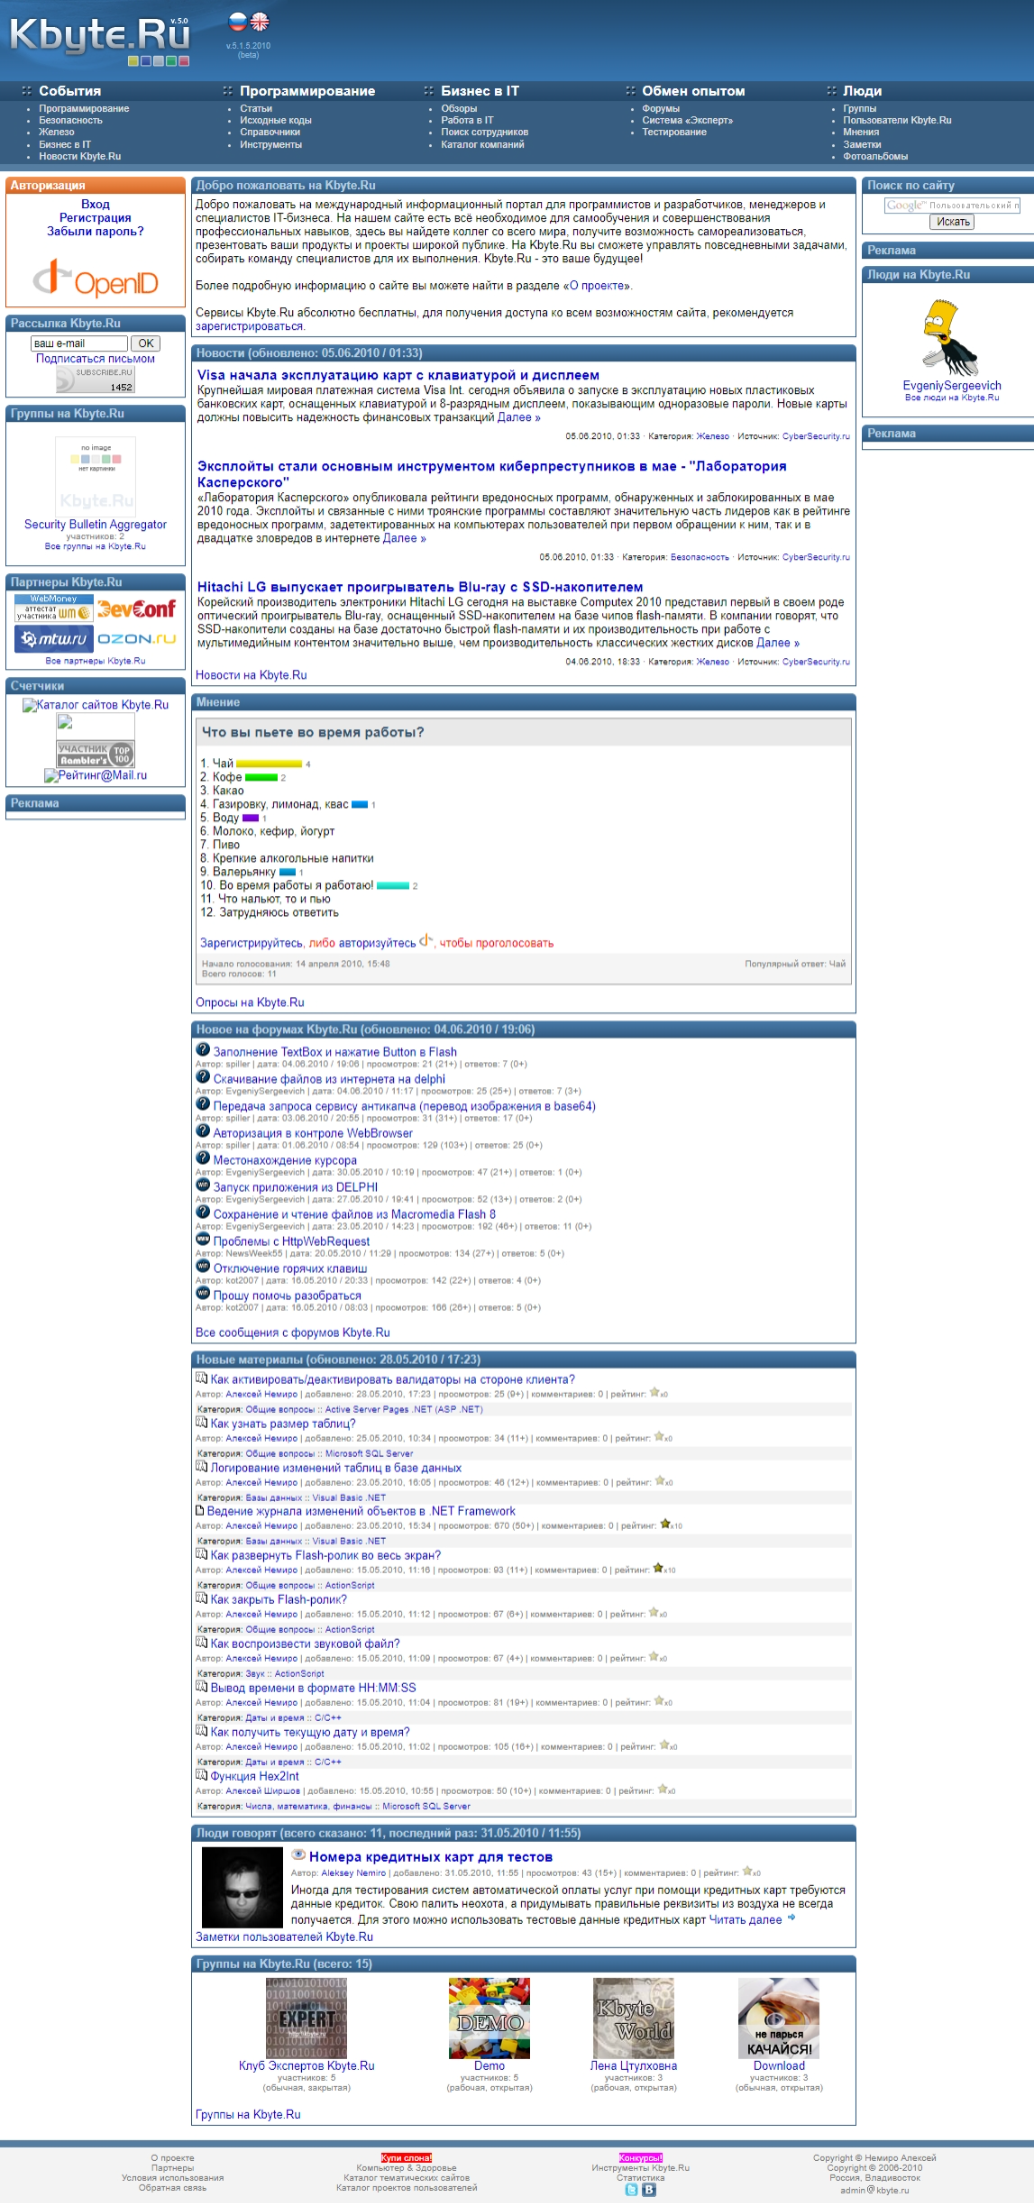 Kbyte.Ru
v.5.0
v.5.1.5.2010
(beta)
События
Программирование
Безопасность
Железо
Бизнес в IT
Новости Kbyte.Ru
Программирование
Статьи
Исходные коды
Справочники
Инструменты
Бизнес в IT
Обзоры
Работа в IT
Поиск сотрудников
Каталог компаний
Обмен опытом
Форумы
Система «Эксперт»
Тестирование
Люди
Группы
Пользователи Kbyte.Ru
Мнения
Заметки
Фотоальбомы
Авторизация
Вход
Регистрация
Забыли пароль?
OpenID
Рассылка Kbyte.Ru
ваш e-mail OK
Подписаться письмом
SUBSCRIBE.RU
1452
Группы на Kbyte.Ru
no image
нет картинки
Kbyte.Ru
Security Bulletin Aggregator
участников: 2
Все группы на Kbyte.Ru
Партнеры Kbyte.Ru
WebMoney
аттестат
участника wm
DevConf
mtw.ru OZON.ru
Все партнеры Kbyte.Ru
Счетчики
Каталог сайтов Kbyte.Ru
УЧАСТНИК
Rambler's TOP 100
Рейтинг@Mail.ru
Реклама
Добро пожаловать на Kbyte.Ru
Добро пожаловать на международный информационный портал для программистов и разработчиков, менеджеров и
специалистов IT-бизнеса. На нашем сайте есть всё необходимое для самообучения и совершенствования
профессиональных навыков, здесь вы найдете коллег со всего мира, получите возможность самореализоваться,
презентовать ваши продукты и проекты широкой публике. На Kbyte.Ru вы сможете управлять повседневными задачами,
собирать команду специалистов для их выполнения. Kbyte.Ru - это ваше будущее!
Более подробную информацию о сайте вы можете найти в разделе «О проекте».
Сервисы Kbyte.Ru абсолютно бесплатны, для получения доступа ко всем возможностям сайта, рекомендуется
зарегистрироваться.
Новости (обновлено: 05.06.2010 / 01:33)
Visa начала эксплуатацию карт с клавиатурой и дисплеем
Крупнейшая мировая платежная система Visa Int. сегодня объявила о запуске в эксплуатацию новых пластиковых
банковских карт, оснащенных клавиатурой и 8-разрядным дисплеем, показывающим одноразовые пароли. Новые карты
должны повысить надежность финансовых транзакций Далее »
05.06.2010, 01:33 · Категория: Железо · Источник: CyberSecurity.ru
Эксплойты стали основным инструментом киберпреступников в мае - "Лаборатория
Касперского"
«Лаборатория Касперского» опубликовала рейтинги вредоносных программ, обнаруженных и заблокированных в мае
2010 года. Эксплойты и связанные с ними троянские программы составляют значительную часть лидеров как в рейтинге
вредоносных программ, задетектированных на компьютерах пользователей при первом обращении к ним, так и в
двадцатке зловредов в интернете Далее »
05.06.2010, 01:33 · Категория: Безопасность · Источник: CyberSecurity.ru
Hitachi LG выпускает проигрыватель Blu-ray с SSD-накопителем
Корейский производитель электроники Hitachi LG сегодня на выставке Computex 2010 представил первый в своем роде
оптический проигрыватель Blu-ray, оснащенный SSD-накопителем на базе чипов flash-памяти. В компании говорят, что
SSD-накопители созданы на базе достаточно быстрой flash-памяти и их производительность при работе с
мультимедийным контентом значительно выше, чем производительность классических жестких дисков Далее »
04.06.2010, 18:33 · Категория: Железо · Источник: CyberSecurity.ru
Новости на Kbyte.Ru
Мнение
Что вы пьете во время работы?
1. Чай 4
2. Кофе 2
3. Какао
4. Газировку, лимонад, квас 1
5. Воду 1
6. Молоко, кефир, йогурт
7. Пиво
8. Крепкие алкогольные напитки
9. Валерьянку 1
10. Во время работы я работаю! 2
11. Что нальют, то и пью
12. Затрудняюсь ответить
Зарегистрируйтесь, либо авторизуйтесь , чтобы проголосовать
Начало голосования: 14 апреля 2010, 15:48
Всего голосов: 11
Популярный ответ: Чай
Опросы на Kbyte.Ru
Новое на форумах Kbyte.Ru (обновлено: 04.06.2010 / 19:06)
Заполнение TextBox и нажатие Button в Flash
Автор: spiller | дата: 04.06.2010 / 19:06 | просмотров: 21 (21+) | ответов: 7 (0+)
Скачивание файлов из интернета на delphi
Автор: EvgeniySergeevich | дата: 04.06.2010 / 11:17 | просмотров: 25 (25+) | ответов: 7 (3+)
Передача запроса сервису антикапча (перевод изображения в base64)
Автор: spiller | дата: 03.06.2010 / 20:55 | просмотров: 31 (31+) | ответов: 17 (0+)
Авторизация в контроле WebBrowser
Автор: spiller | дата: 01.06.2010 / 08:54 | просмотров: 129 (103+) | ответов: 25 (0+)
Местонахождение курсора
Автор: EvgeniySergeevich | дата: 30.05.2010 / 10:19 | просмотров: 47 (21+) | ответов: 1 (0+)
Запуск приложения из DELPHI
Автор: EvgeniySergeevich | дата: 27.05.2010 / 19:41 | просмотров: 52 (13+) | ответов: 2 (0+)
Сохранение и чтение файлов из Macromedia Flash 8
Автор: EvgeniySergeevich | дата: 23.05.2010 / 14:23 | просмотров: 192 (46+) | ответов: 11 (0+)
Проблемы с HttpWebRequest
Автор: NewsWeek55 | дата: 20.05.2010 / 11:29 | просмотров: 134 (27+) | ответов: 5 (0+)
Отключение горячих клавиш
Автор: kot2007 | дата: 16.05.2010 / 20:33 | просмотров: 142 (22+) | ответов: 4 (0+)
Прошу помочь разобраться
Автор: kot2007 | дата: 16.05.2010 / 08:03 | просмотров: 166 (26+) | ответов: 5 (0+)
Все сообщения с форумов Kbyte.Ru
Новые материалы (обновлено: 28.05.2010 / 17:23)
Как активировать/деактивировать валидаторы на стороне клиента?
Автор: Алексей Немиро | добавлено: 28.05.2010, 17:23 | просмотров: 25 (9+) | комментариев: 0 | рейтинг: x0
Категория: Общие вопросы :: Active Server Pages .NET (ASP .NET)
Как узнать размер таблиц?
Автор: Алексей Немиро | добавлено: 25.05.2010, 10:34 | просмотров: 34 (11+) | комментариев: 0 | рейтинг: x0
Категория: Общие вопросы :: Microsoft SQL Server
Логирование изменений таблиц в базе данных
Автор: Алексей Немиро | добавлено: 23.05.2010, 16:05 | просмотров: 46 (12+) | комментариев: 0 | рейтинг: x0
Категория: Базы данных :: Visual Basic .NET
Ведение журнала изменений объектов в .NET Framework
Автор: Алексей Немиро | добавлено: 23.05.2010, 15:34 | просмотров: 670 (50+) | комментариев: 0 | рейтинг: x10
Категория: Базы данных :: Visual Basic .NET
Как развернуть Flash-ролик во весь экран?
Автор: Алексей Немиро | добавлено: 15.05.2010, 11:16 | просмотров: 93 (11+) | комментариев: 0 | рейтинг: x10
Категория: Общие вопросы :: ActionScript
Как закрыть Flash-ролик?
Автор: Алексей Немиро | добавлено: 15.05.2010, 11:12 | просмотров: 67 (6+) | комментариев: 0 | рейтинг: x0
Категория: Общие вопросы :: ActionScript
Как воспроизвести звуковой файл?
Автор: Алексей Немиро | добавлено: 15.05.2010, 11:09 | просмотров: 67 (4+) | комментариев: 0 | рейтинг: x0
Категория: Звук :: ActionScript
Вывод времени в формате HH:MM:SS
Автор: Алексей Немиро | добавлено: 15.05.2010, 11:04 | просмотров: 81 (19+) | комментариев: 0 | рейтинг: x0
Категория: Даты и время :: C/C++
Как получить текущую дату и время?
Автор: Алексей Немиро | добавлено: 15.05.2010, 11:02 | просмотров: 105 (16+) | комментариев: 0 | рейтинг: x0
Категория: Даты и время :: C/C++
Функция Hex2Int
Автор: Алексей Ширшов | добавлено: 15.05.2010, 10:55 | просмотров: 50 (10+) | комментариев: 0 | рейтинг: x0
Категория: Числа, математика, финансы :: Microsoft SQL Server
Люди говорят (всего сказано: 11, последний раз: 31.05.2010 / 11:55)
Номера кредитных карт для тестов
Автор: Aleksey Nemiro | добавлено: 31.05.2010, 11:55 | просмотров: 43 (15+) | комментариев: 0 | рейтинг: x0
Иногда для тестирования систем автоматической оплаты услуг при помощи кредитных карт требуются
данные кредиток. Свою палить неохота, а придумывать правильные реквизиты из воздуха не всегда
получается. Для этого можно использовать тестовые данные кредитных карт Читать далее
Заметки пользователей Kbyte.Ru
Группы на Kbyte.Ru (всего: 15)
EXPERT
Клуб Экспертов Kbyte.Ru
участников: 5
(обычная, закрытая)
DEMO
Demo
участников: 5
(рабочая, открытая)
Kbyte
World
Лена Цтулховна
участников: 3
(рабочая, открытая)
не парься
КАЧАЙСЯ!
Download
участников: 3
(обычная, открытая)
Группы на Kbyte.Ru
Поиск по сайту
Google™ Пользовательский п
Искать
Реклама
Люди на Kbyte.Ru
EvgeniySergeevich
Все люди на Kbyte.Ru
Реклама
О проекте
Партнеры
Условия использования
Обратная связь
Купи слона!
Компьютер & Здоровье
Каталог тематических сайтов
Каталог проектов пользователей
Конкурсы!
Инструменты Kbyte.Ru
Статистика
Copyright © Немиро Алексей
Copyright © 2006-2010
Россия, Владивосток
admin@kbyte.ru